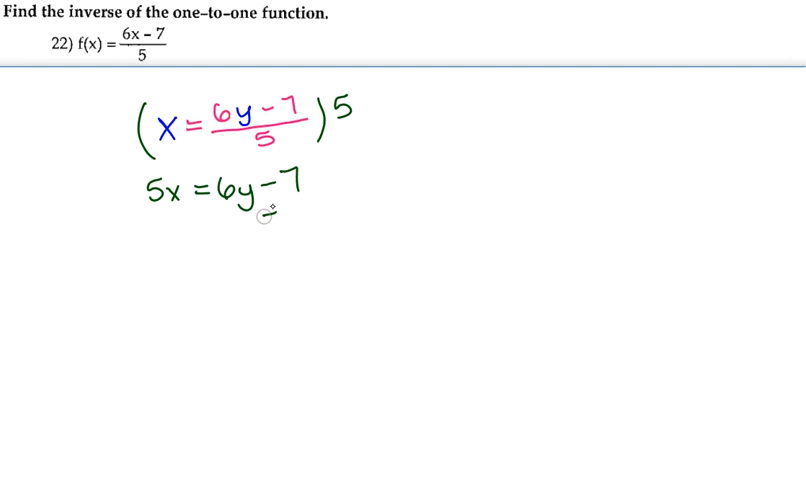 Find the inverse of the one-to-one function.
22) f(x) = 6x - 7 / 5
(x = 6y - 7 / 5) 5
5x = 6y - 7